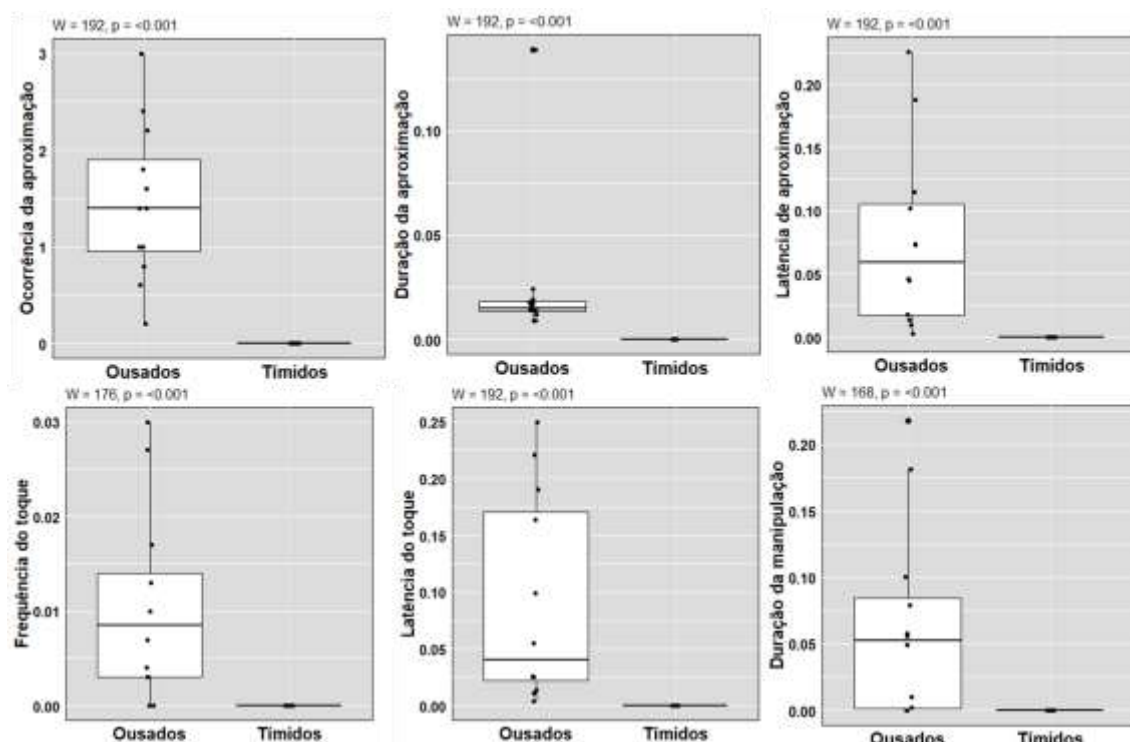 W = 192, p = <0.001
Ocorrência da aproximação
3
2
1
0
Ousados
Tímidos
W = 192, p = <0.001
Duração da aproximação
0.10
0.05
0.00
Ousados
Tímidos
W = 192, p = <0.001
Latência de aproximação
0.20
0.15
0.10
0.05
0.00
Ousados
Tímidos
W = 176, p = <0.001
Frequência do toque
0.03
0.02
0.01
0.00
Ousados
Tímidos
W = 192, p = <0.001
Latência do toque
0.25
0.20
0.15
0.10
0.05
0.00
Ousados
Tímidos
W = 168, p = <0.001
Duração da manipulação
0.20
0.15
0.10
0.05
0.00
Ousados
Tímidos